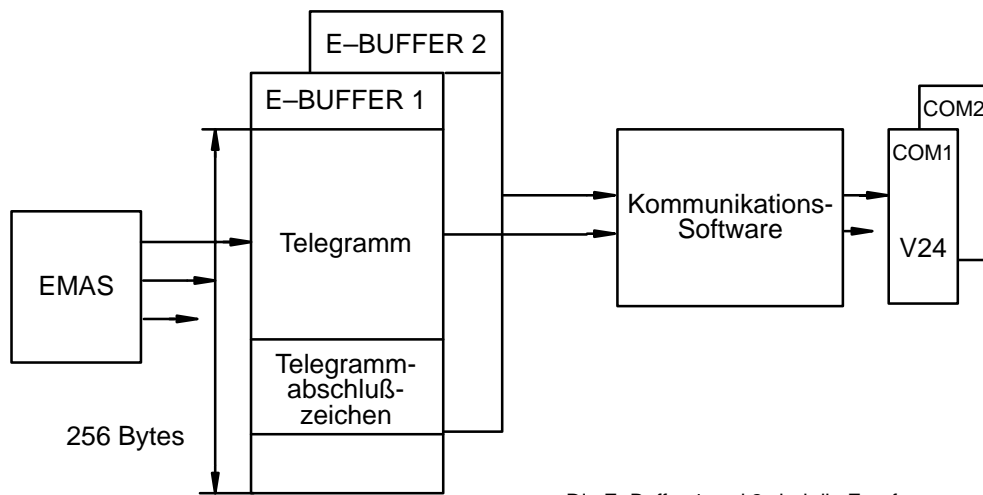 E–BUFFER 2
E–BUFFER 1
COM2
COM1
Kommunikations-
Software
Telegramm
V24
EMAS
Telegramm-
abschluß-
zeichen
256 Bytes